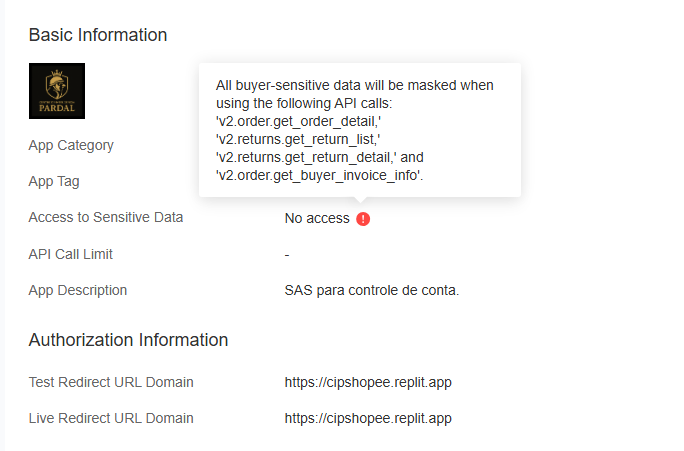 Basic Information
PARDAL
All buyer-sensitive data will be masked when
using the following API calls:
'v2.order.get_order_detail,'
'v2.returns.get_return_list,'
'v2.returns.get_return_detail,' and
'v2.order.get_buyer_invoice_info'.
App Category
App Tag
Access to Sensitive Data No access
API Call Limit -
App Description SAS para controle de conta.
Authorization Information
Test Redirect URL Domain https://cipshopee.replit.app
Live Redirect URL Domain https://cipshopee.replit.app